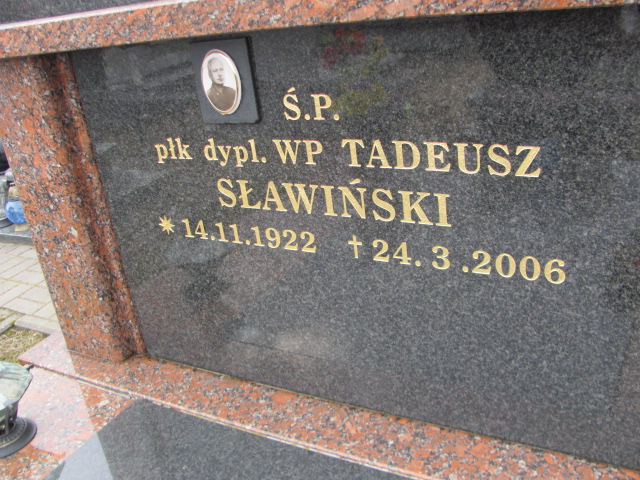 Ś.P.
płk dypl. WP TADEUSZ
SŁAWIŃSKI
* 14.11.1922 † 24.3.2006